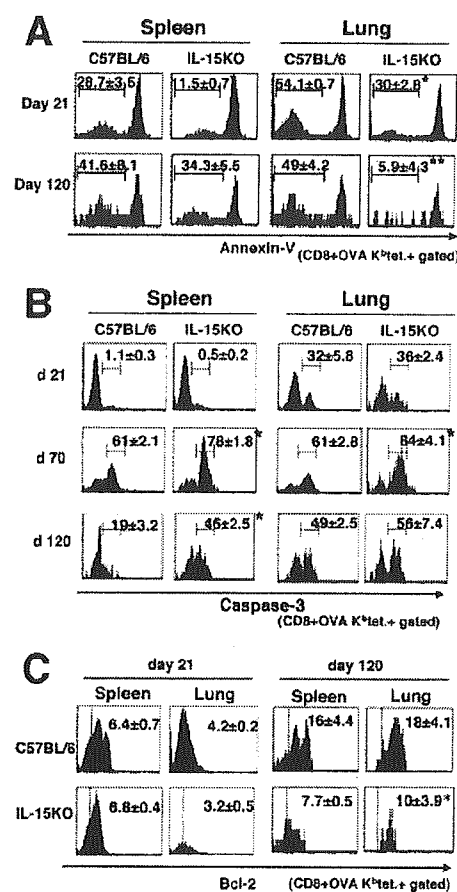 A
Spleen Lung
C57BL/6 IL-15KO C57BL/6 IL-15KO
Day 21 28.7±3.5 1.5±0.7 54.1±0.7 30±2.8*
Day 120 41.6±8.1 34.3±5.5 49±4.2 5.9±4.3**
Annexin-V (CD8+OVA Kbtet.+ gated)
B
Spleen Lung
C57BL/6 IL-15KO C57BL/6 IL-15KO
d 21 1.1±0.3 0.5±0.2 32±5.8 36±2.4
d 70 61±2.1 78±1.8* 61±2.8 84±4.1*
d 120 19±3.2 46±2.5* 49±2.5 56±7.4
Caspase-3
(CD8+OVA Kbtet.+ gated)
C
day 21 day 120
Spleen Lung Spleen Lung
C57BL/6 6.4±0.7 4.2±0.2 16±4.4 18±4.1
IL-15KO 6.8±0.4 3.2±0.5 7.7±0.5 10±3.9*
Bcl-2 (CD8+OVA Kbtet.+ gated)